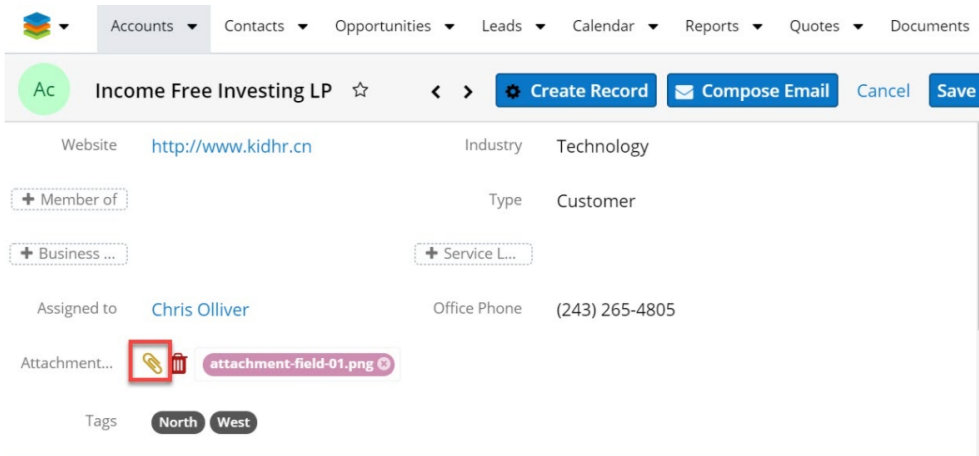 Accounts Contacts Opportunities Leads Calendar Reports Quotes Documents
Ac Income Free Investing LP Create Record Compose Email Cancel Save
Website http://www.kidhr.cn Industry Technology
Member of Type Customer
Business ... Service L...
Assigned to Chris Olliver Office Phone (243) 265-4805
Attachment... attachment-field-01.png
Tags North West